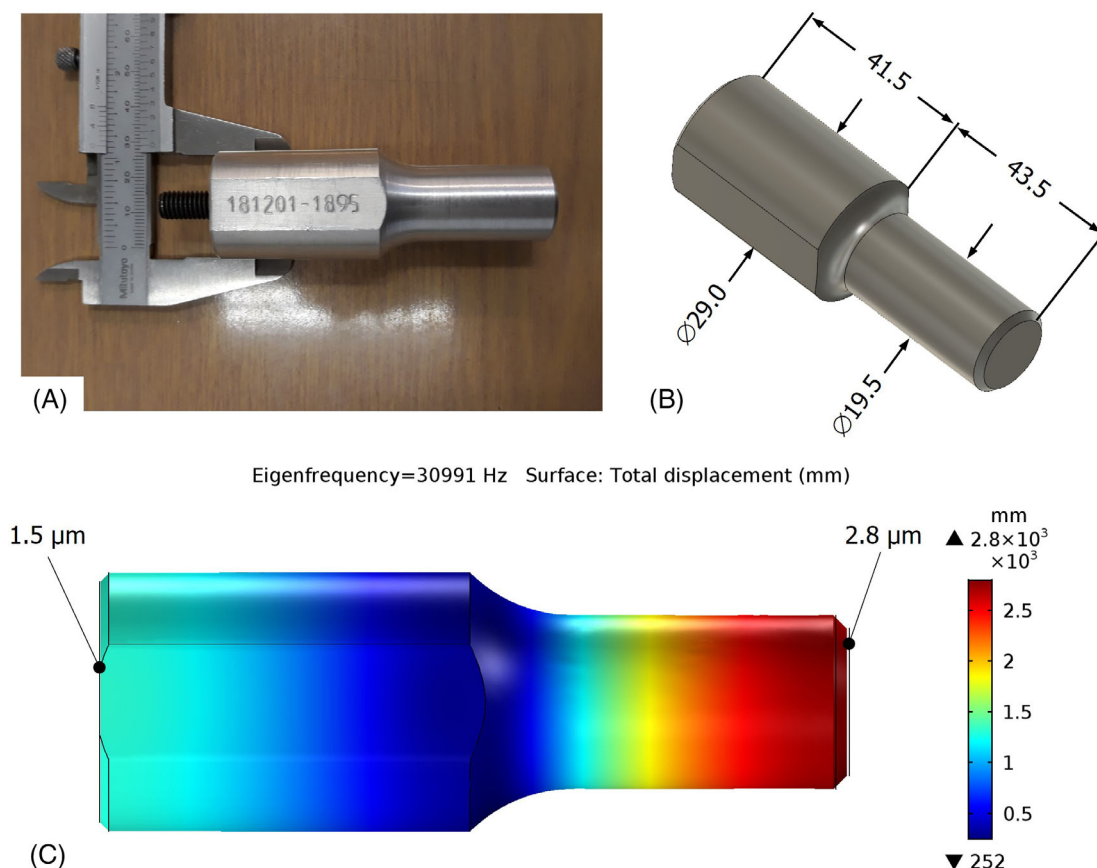 181201-1895
Mitutoyo
(A)
41.5
43.5
Ø29.0
Ø19.5
(B)
Eigenfrequency=30991 Hz   Surface: Total displacement (mm)
1.5 µm
2.8 µm
mm
▲ 2.8×10³
×10³
2.5
2
1.5
1
0.5
▼ 252
(C)